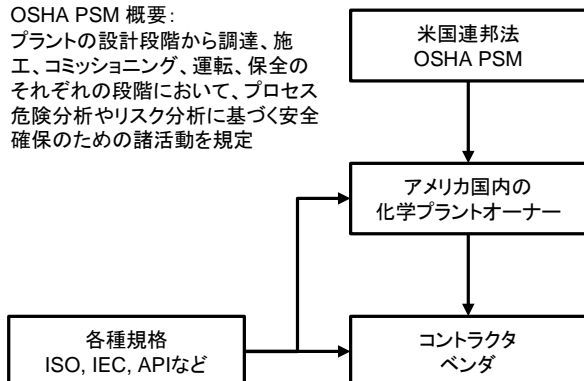 OSHA PSM 概要：
プラントの設計段階から調達、施
工、コミッショニング、運転、保全の
それぞれの段階において、プロセス
危険分析やリスク分析に基づく安全
確保のための諸活動を規定
米国連邦法
OSHA PSM
アメリカ国内の
化学プラントオーナー
各種規格
ISO, IEC, APIなど
コントラクタ
ベンダ